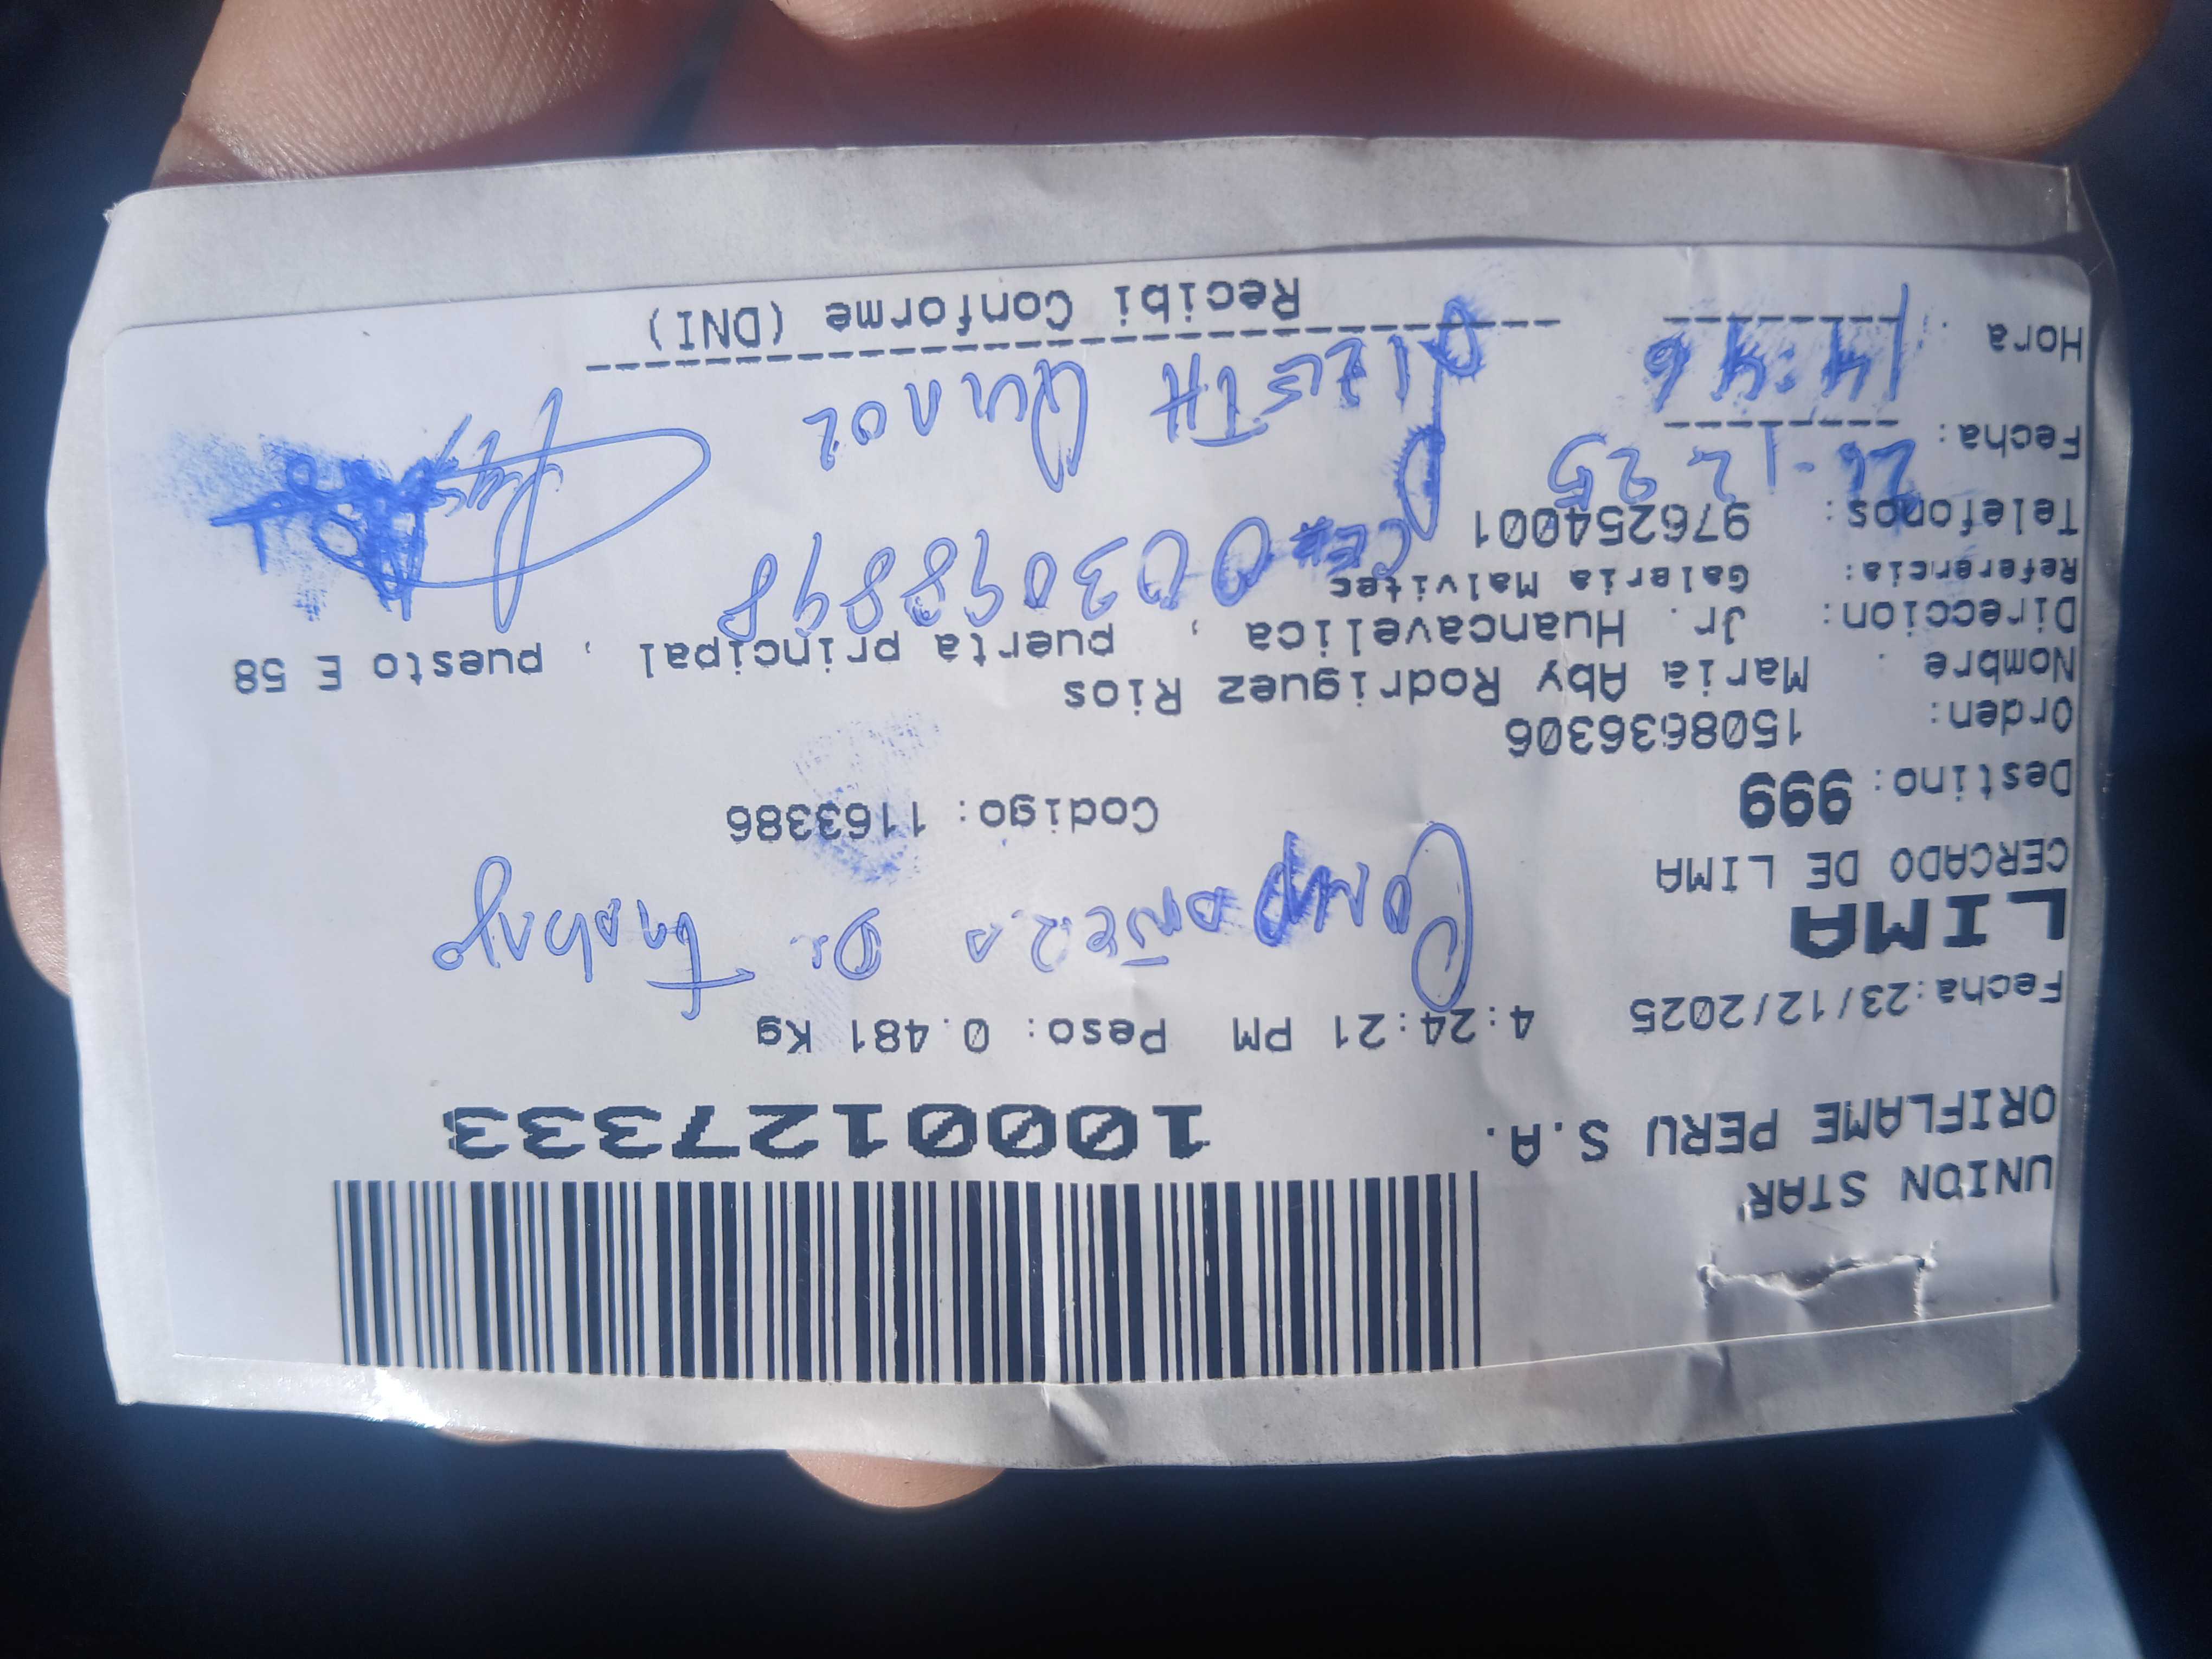 UNION STAR
ORIFLAME PERU S.A.
1000127333
Fecha:23/12/2025 4:24:21 PM Peso: 0.481 Kg
LIMA
CERCADO DE LIMA
Compañera De Trabajo
Destino: 999 Codigo: 1163386
Orden: 1508636306
Nombre : Maria Aby Rodriguez Rios
Direccion: Jr. Huancavelica , puerta principal , puesto E 58
Referencia: Galeria Malvitec
Telefonos: 976254001
003098898
Fecha: 26-12 25
Hora : 14:46
Recibi Conforme (DNI)